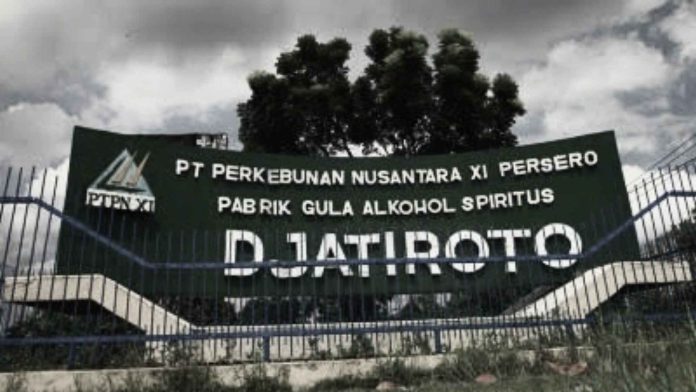 PT PERKEBUNAN NUSANTARA XI PERSERO
PTPN XI
PABRIK GULA ALKOHOL SPIRITUS
DJATIROTO